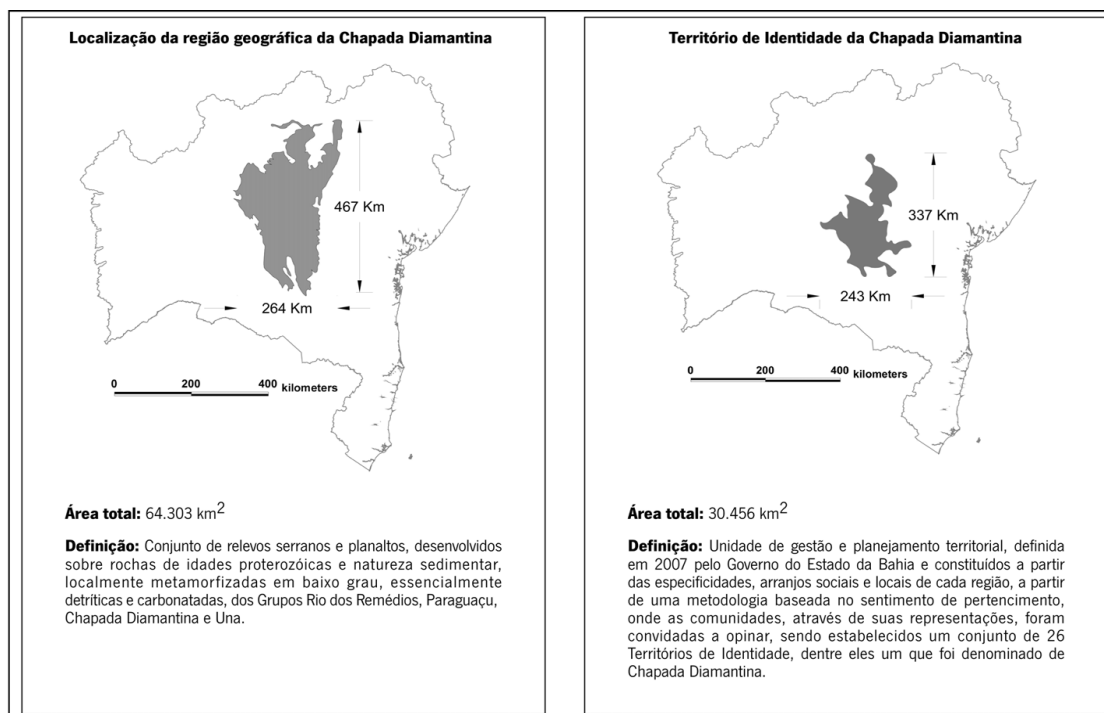 Localização da região geográfica da Chapada Diamantina
467 Km
264 Km
0 200 400 kilometers
Área total: 64.303 km²
Definição: Conjunto de relevos serranos e planaltos, desenvolvidos
sobre rochas de idades proterozóicas e natureza sedimentar,
localmente metamorfizadas em baixo grau, essencialmente
detríticas e carbonatadas, dos Grupos Rio dos Remédios, Paraguaçu,
Chapada Diamantina e Una.
Território de Identidade da Chapada Diamantina
337 Km
243 Km
0 200 400 kilometers
Área total: 30.456 km²
Definição: Unidade de gestão e planejamento territorial, definida
em 2007 pelo Governo do Estado da Bahia e constituídos a partir
das especificidades, arranjos sociais e locais de cada região, a partir
de uma metodologia baseada no sentimento de pertencimento,
onde as comunidades, através de suas representações, foram
convidadas a opinar, sendo estabelecidos um conjunto de 26
Territórios de Identidade, dentre eles um que foi denominado de
Chapada Diamantina.